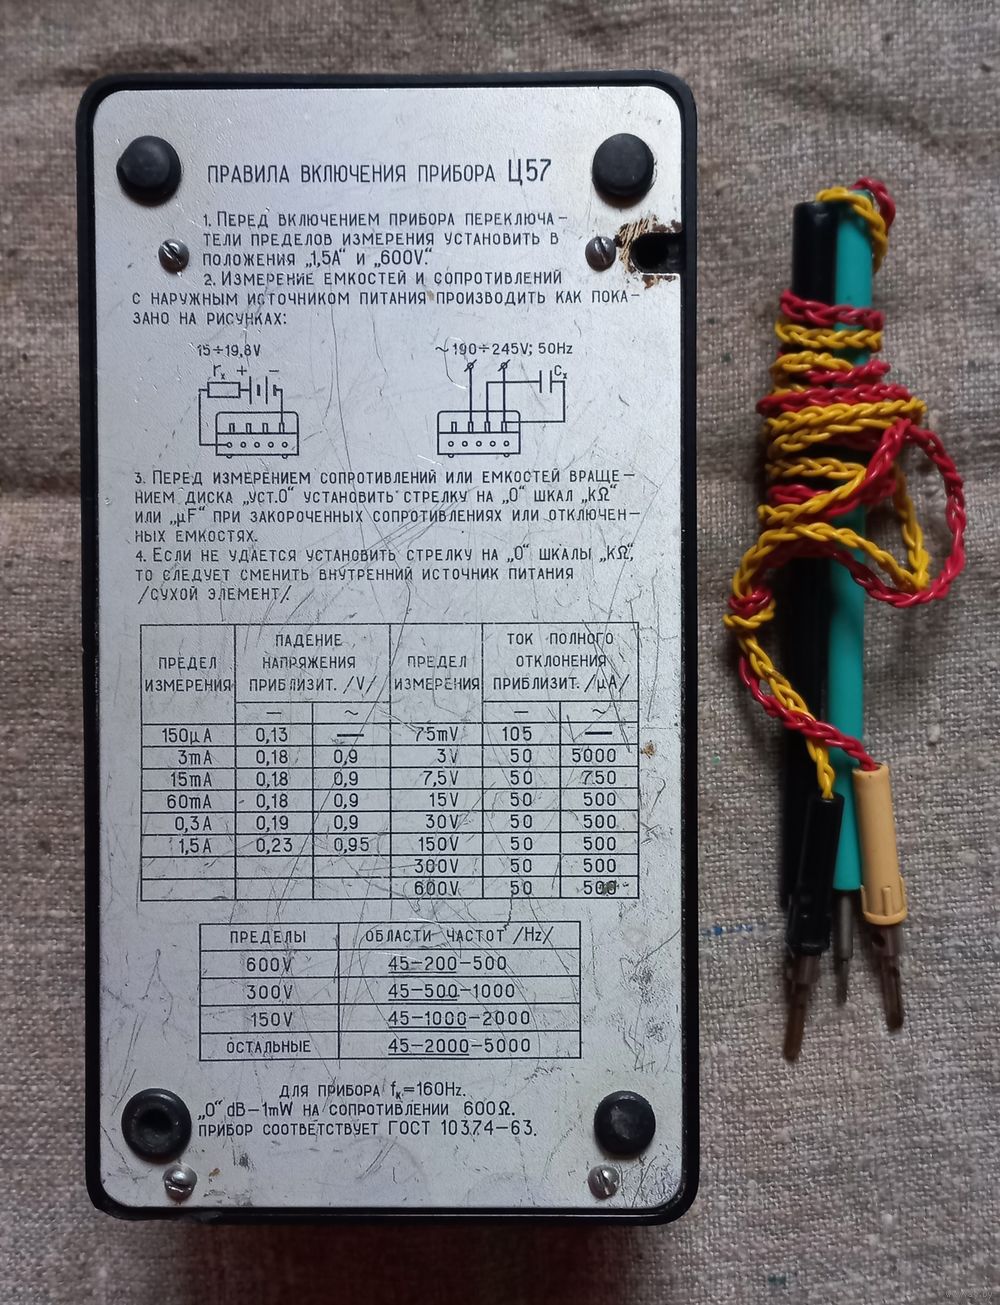 ПРАВИЛА ВКЛЮЧЕНИЯ ПРИБОРА Ц57
1. ПЕРЕД ВКЛЮЧЕНИЕМ ПРИБОРА ПЕРЕКЛЮЧА-
ТЕЛИ ПРЕДЕЛОВ ИЗМЕРЕНИЯ УСТАНОВИТЬ В
ПОЛОЖЕНИЯ „1,5А“ И „600V“.
2. ИЗМЕРЕНИЕ ЕМКОСТЕЙ И СОПРОТИВЛЕНИЙ
С НАРУЖНЫМ ИСТОЧНИКОМ ПИТАНИЯ ПРОИЗВОДИТЬ КАК ПОКА-
ЗАНО НА РИСУНКАХ:
15÷19,8V ~190÷245V; 50Hz
rx + − Cx
3. ПЕРЕД ИЗМЕРЕНИЕМ СОПРОТИВЛЕНИЙ ИЛИ ЕМКОСТЕЙ ВРАЩЕ-
НИЕМ ДИСКА „УСТ.0“ УСТАНОВИТЬ СТРЕЛКУ НА „0“ ШКАЛ „kΩ“
ИЛИ „µF“ ПРИ ЗАКОРОЧЕННЫХ СОПРОТИВЛЕНИЯХ ИЛИ ОТКЛЮЧЕН-
НЫХ ЕМКОСТЯХ.
4. ЕСЛИ НЕ УДАЕТСЯ УСТАНОВИТЬ СТРЕЛКУ НА „0“ ШКАЛЫ „kΩ“,
ТО СЛЕДУЕТ СМЕНИТЬ ВНУТРЕННИЙ ИСТОЧНИК ПИТАНИЯ
/СУХОЙ ЭЛЕМЕНТ/.
ПРЕДЕЛ ИЗМЕРЕНИЯ ПАДЕНИЕ НАПРЯЖЕНИЯ ПРИБЛИЗИТ. /V/ ПРЕДЕЛ ИЗМЕРЕНИЯ ТОК ПОЛНОГО ОТКЛОНЕНИЯ ПРИБЛИЗИТ. /µА/
— ~ — ~
150µА 0,13 — 75mV 105 —
3mA 0,18 0,9 3V 50 5000
15mA 0,18 0,9 7,5V 50 750
60mA 0,18 0,9 15V 50 500
0,3A 0,19 0,9 30V 50 500
1,5A 0,23 0,95 150V 50 500
300V 50 500
600V 50 500
ПРЕДЕЛЫ ОБЛАСТИ ЧАСТОТ /Hz/
600V 45-200-500
300V 45-500-1000
150V 45-1000-2000
ОСТАЛЬНЫЕ 45-2000-5000
ДЛЯ ПРИБОРА fк=160Hz.
„0“ dB-1mW НА СОПРОТИВЛЕНИИ 600Ω.
ПРИБОР СООТВЕТСТВУЕТ ГОСТ 10374-63.